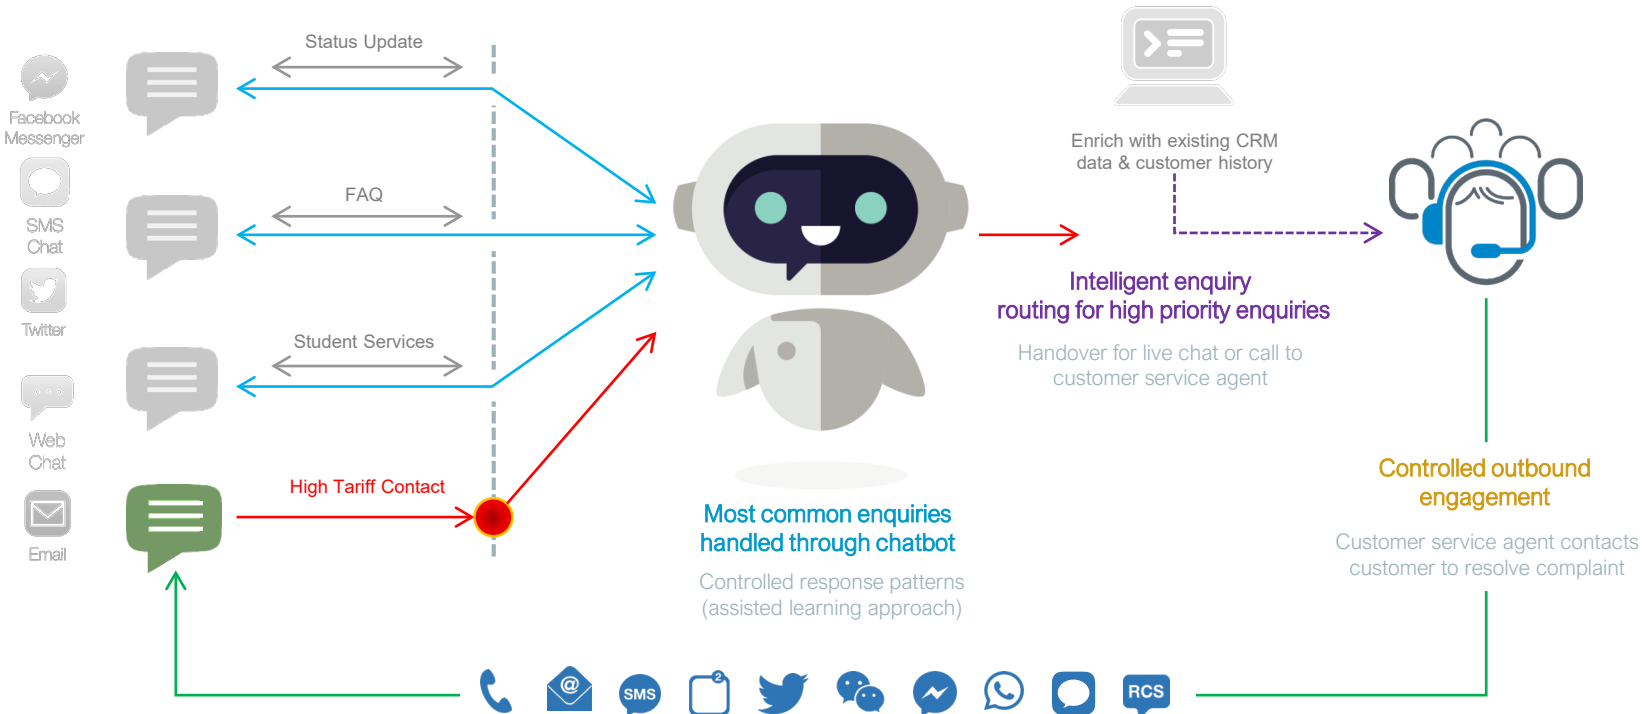 Facebook
Messenger
SMS
Chat
Twitter
Web
Chat
Email
Status Update
FAQ
Student Services
High Tariff Contact
Most common enquiries
handled through chatbot
Controlled response patterns
(assisted learning approach)
Enrich with existing CRM
data & customer history
Intelligent enquiry
routing for high priority enquiries
Handover for live chat or call to
customer service agent
Controlled outbound
engagement
Customer service agent contacts
customer to resolve complaint
@
SMS
2
RCS